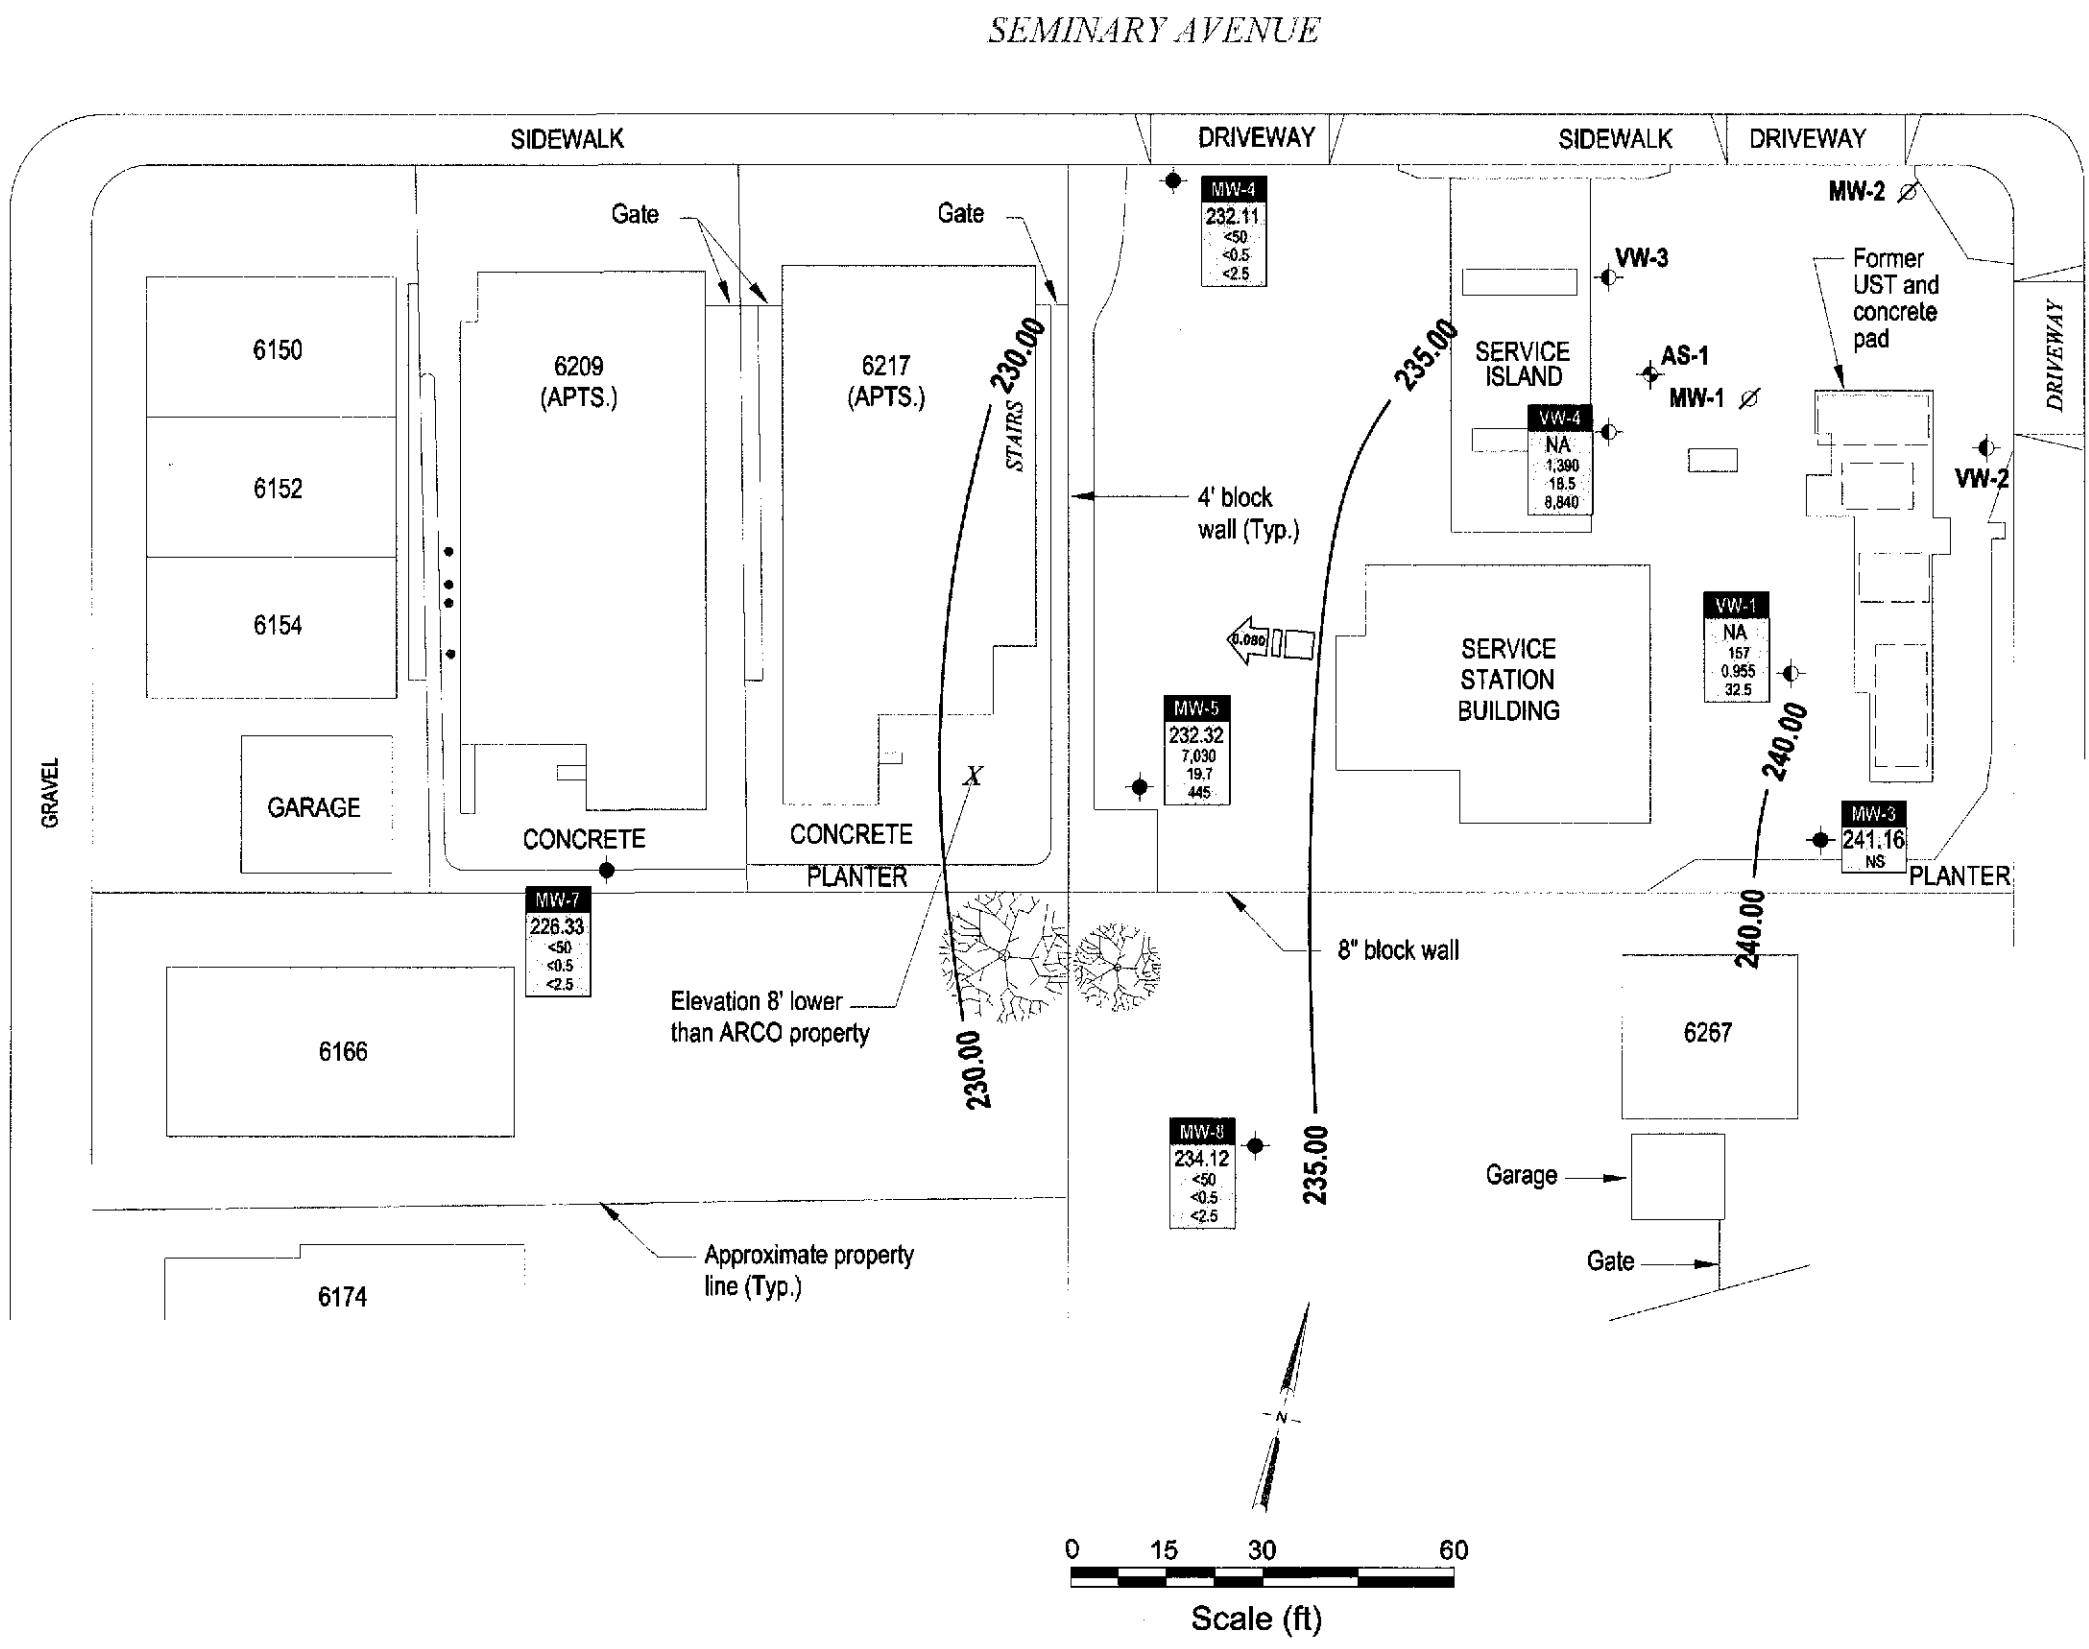 SEMINARY AVENUE
SIDEWALK
DRIVEWAY
SIDEWALK
DRIVEWAY
Gate
Gate
MW-4
232.11
<50
<0.5
<2.5
MW-2
VW-3
Former
UST and
concrete
pad
DRIVEWAY
6150
6209
(APTS.)
6217
(APTS.)
230.00
STAIRS
235.00
SERVICE
ISLAND
AS-1
MW-1
VW-4
NA
1,390
18.5
8,840
VW-2
6152
4' block
wall (Typ.)
6154
0.080
SERVICE
STATION
BUILDING
VW-1
NA
157
0.955
32.5
MW-5
232.32
7,030
19.7
445
240.00
GRAVEL
GARAGE
X
CONCRETE
CONCRETE
PLANTER
MW-3
241.16
NS
PLANTER
MW-7
226.33
<50
<0.5
<2.5
240.00
8" block wall
Elevation 8' lower
than ARCO property
6166
230.00
6267
MW-8
234.12
<50
<0.5
<2.5
235.00
Garage
Gate
Approximate property
line (Typ.)
6174
N
0 15 30 60
Scale (ft)